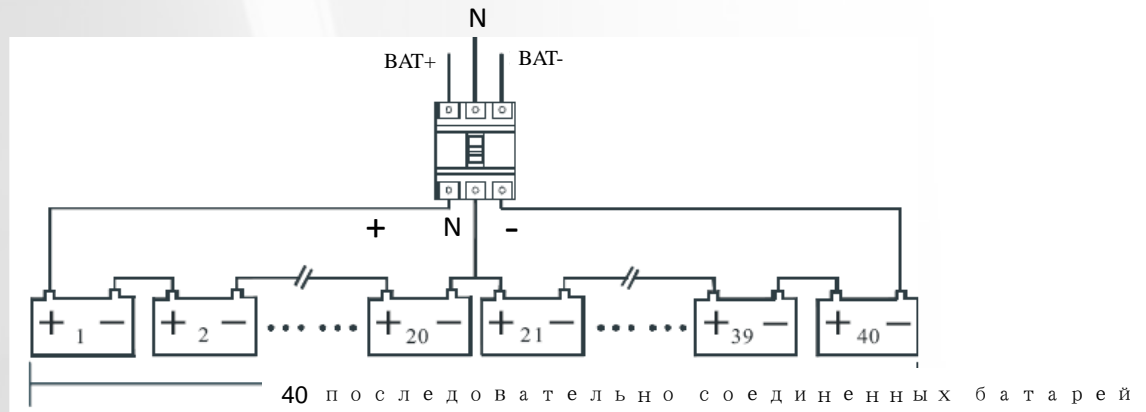 N
BAT+ BAT-
+ N -
+ 1 — + 2 — + 20 — + 21 — + 39 — + 40 —
40 последовательно соединенных батарей